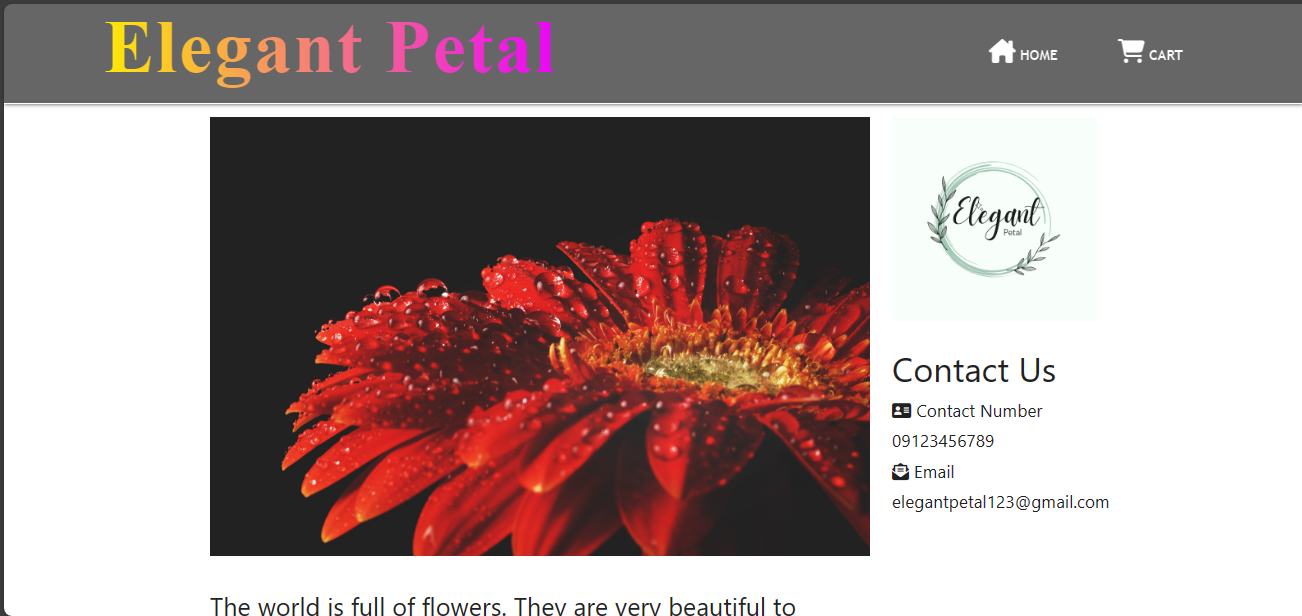 Elegant Petal
HOME
CART
Elegant
Petal
Contact Us
Contact Number
09123456789
Email
elegantpetal123@gmail.com
The world is full of flowers. They are very beautiful to